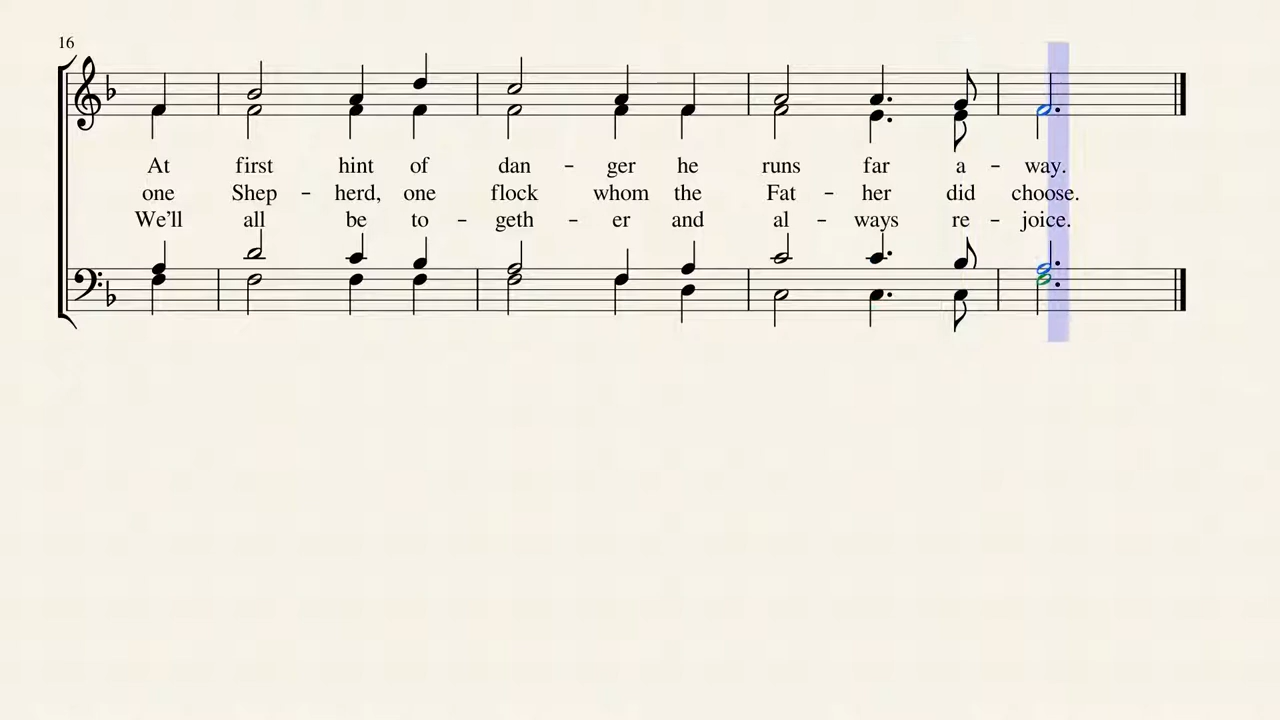 16
At first hint of dan – ger he runs far a – way.
one Shep – herd, one flock whom the Fat – her did choose.
We’ll all be to – geth – er and al – ways re – joice.